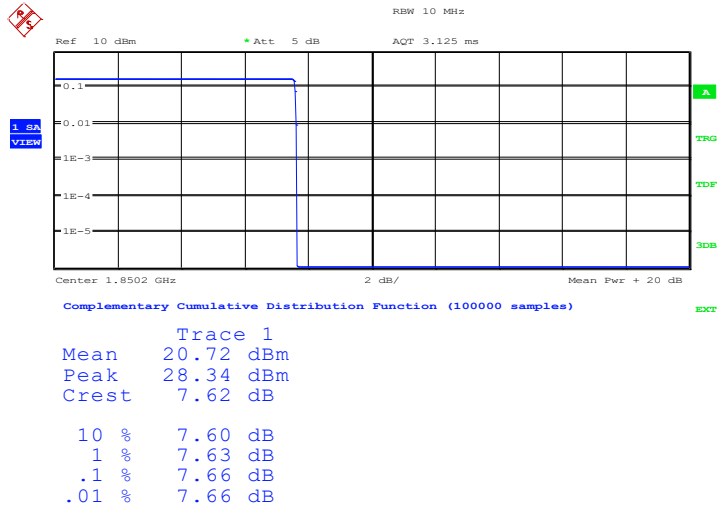 RBW 10 MHz
Ref 10 dBm * Att 5 dB AQT 3.125 ms
0.1
A
0.01
1 SA
VIEW
TRG
1E-3
TDF
1E-4
1E-5
3DB
Center 1.8502 GHz 2 dB/ Mean Pwr + 20 dB
Complementary Cumulative Distribution Function (100000 samples)
EXT
Trace 1
Mean 20.72 dBm
Peak 28.34 dBm
Crest 7.62 dB
10 % 7.60 dB
1 % 7.63 dB
.1 % 7.66 dB
.01 % 7.66 dB